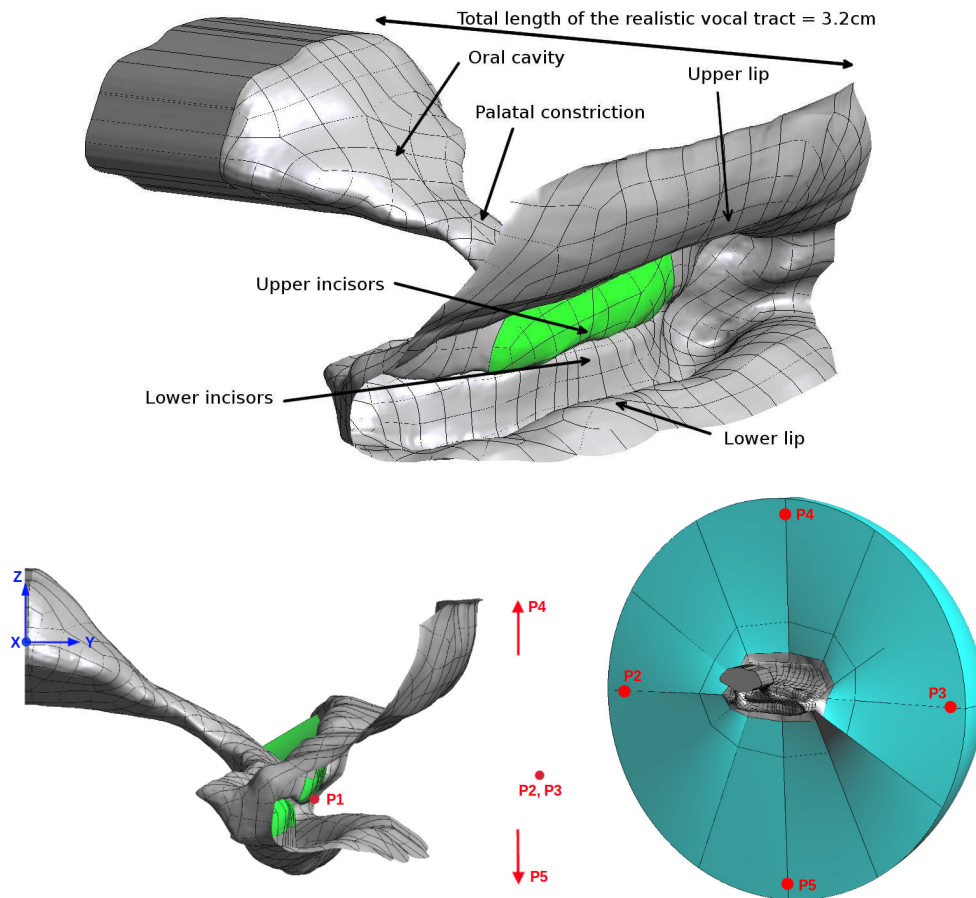 Total length of the realistic vocal tract = 3.2cm
Oral cavity
Upper lip
Palatal constriction
Upper incisors
Lower incisors
Lower lip
P4
Z
P4
X
Y
P2
P3
P2, P3
P1
P5
P5